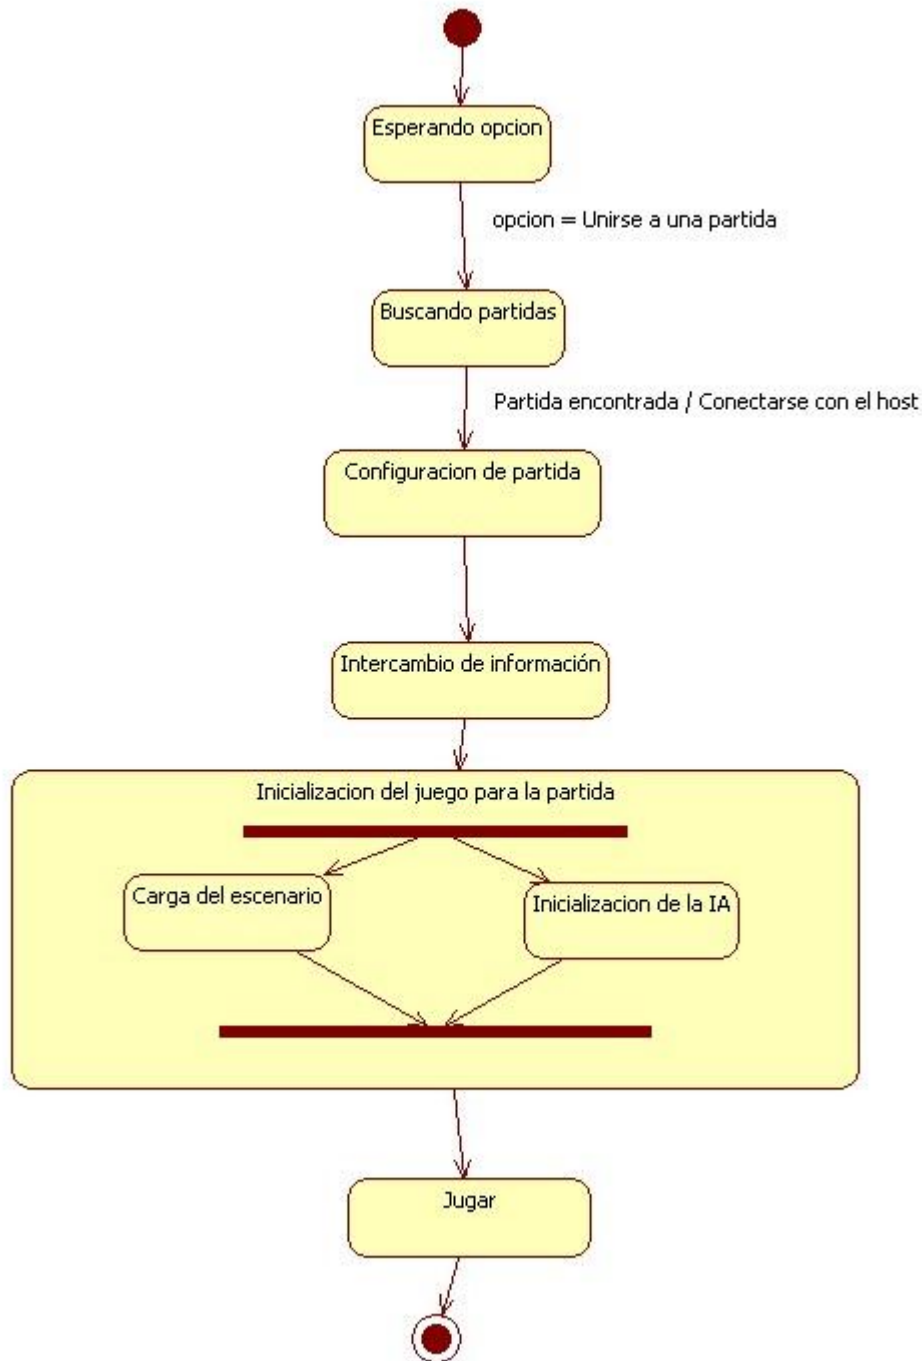 Esperando opcion
opcion = Unirse a una partida
Buscando partidas
Partida encontrada / Conectarse con el host
Configuracion de partida
Intercambio de información
Inicializacion del juego para la partida
Carga del escenario
Inicializacion de la IA
Jugar